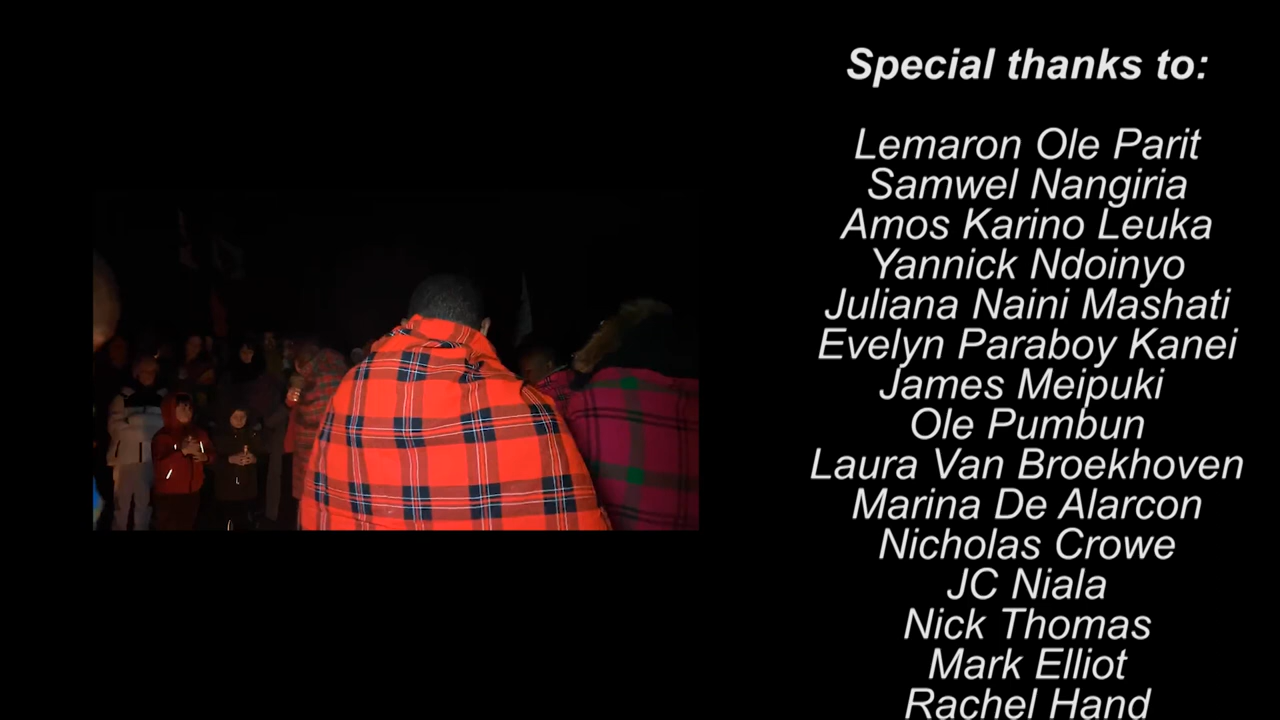 Special thanks to:
Lemaron Ole Parit
Samwel Nangiria
Amos Karino Leuka
Yannick Ndoinyo
Juliana Naini Mashati
Evelyn Paraboy Kanei
James Meipuki
Ole Pumbun
Laura Van Broekhoven
Marina De Alarcon
Nicholas Crowe
JC Niala
Nick Thomas
Mark Elliot
Rachel Hand